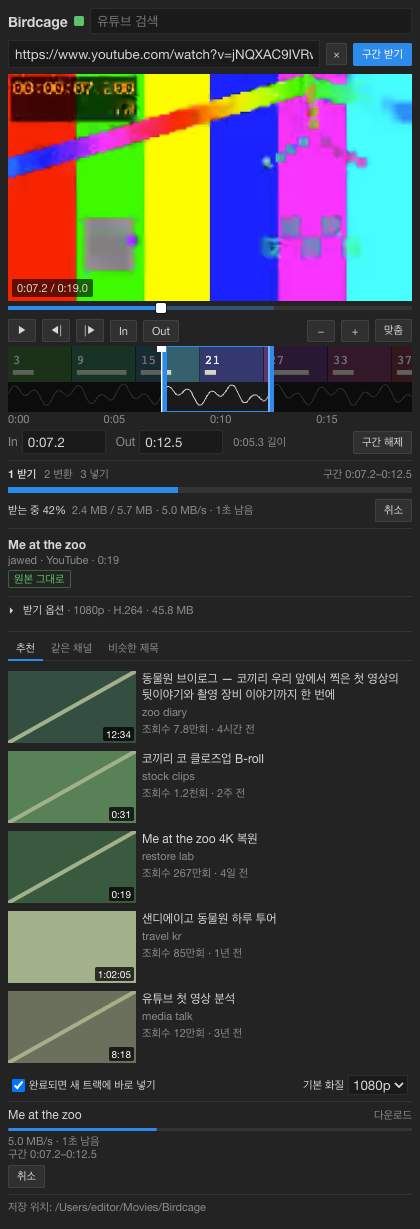 Birdcage
유튜브 검색
https://www.youtube.com/watch?v=jNQXAC9IVR
×
구간 받기
00:00:07.200
0:07.2 / 0:19.0
In
Out
−
+
맞춤
3
9
15
21
27
33
37
0:00
0:05
0:10
0:15
In 0:07.2
Out 0:12.5
0:05.3 길이
구간 해제
1 받기 2 변환 3 넣기
구간 0:07.2–0:12.5
받는 중 42% 2.4 MB / 5.7 MB · 5.0 MB/s · 1초 남음
취소
Me at the zoo
jawed · YouTube · 0:19
원본 그대로
받기 옵션 · 1080p · H.264 · 45.8 MB
추천
같은 채널
비슷한 제목
12:34
동물원 브이로그 — 코끼리 우리 앞에서 찍은 첫 영상의
뒷이야기와 촬영 장비 이야기까지 한 번에
zoo diary
조회수 7.8만회 · 4시간 전
0:31
코끼리 코 클로즈업 B-roll
stock clips
조회수 1.2천회 · 2주 전
0:19
Me at the zoo 4K 복원
restore lab
조회수 267만회 · 4일 전
1:02:05
샌디에이고 동물원 하루 투어
travel kr
조회수 85만회 · 1년 전
8:18
유튜브 첫 영상 분석
media talk
조회수 12만회 · 3년 전
완료되면 새 트랙에 바로 넣기
기본 화질 1080p
Me at the zoo
다운로드
5.0 MB/s · 1초 남음
구간 0:07.2–0:12.5
취소
저장 위치: /Users/editor/Movies/Birdcage